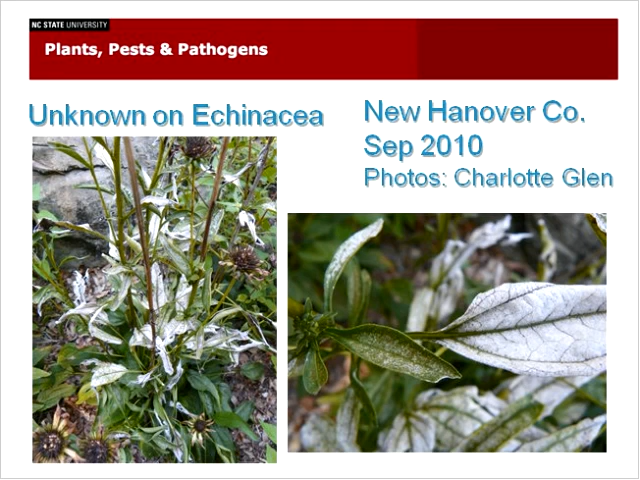 NC STATE UNIVERSITY
Plants, Pests & Pathogens
Unknown on Echinacea
New Hanover Co.
Sep 2010
Photos: Charlotte Glen